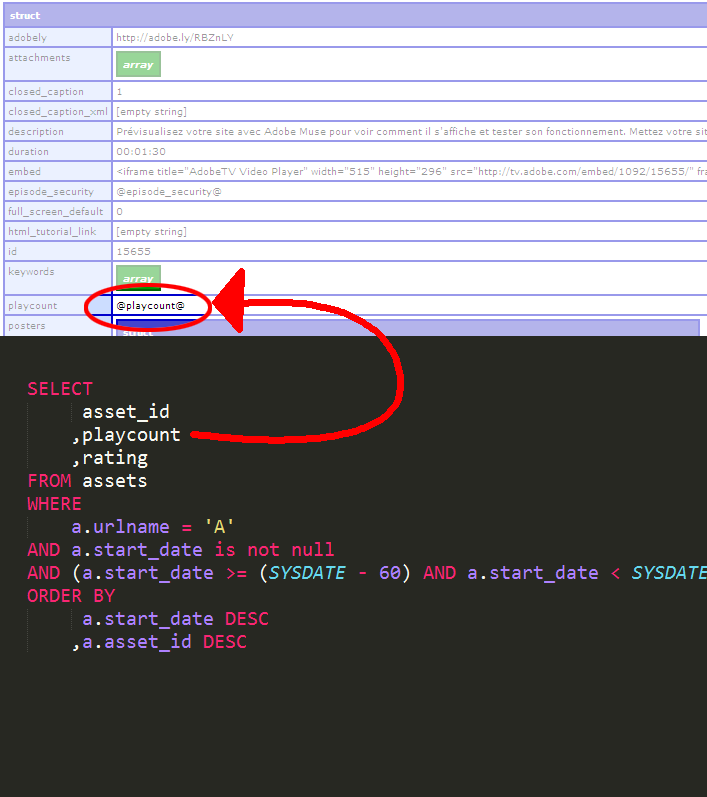 struct
adobely http://adobe.ly/RBZnLY
attachments array
closed_caption 1
closed_caption_xml [empty string]
description Prévisualisez votre site avec Adobe Muse pour voir comment il s'affiche et tester son fonctionnement. Mettez votre sit
duration 00:01:30
embed <iframe title="AdobeTV Video Player" width="515" height="296" src="http://tv.adobe.com/embed/1092/15655/" fra
episode_security @episode_security@
full_screen_default 0
html_tutorial_link [empty string]
id 15655
keywords array
playcount @playcount@
posters struct
SELECT
asset_id
,playcount
,rating
FROM assets
WHERE
a.urlname = 'A'
AND a.start_date is not null
AND (a.start_date >= (SYSDATE - 60) AND a.start_date < SYSDATE
ORDER BY
a.start_date DESC
,a.asset_id DESC